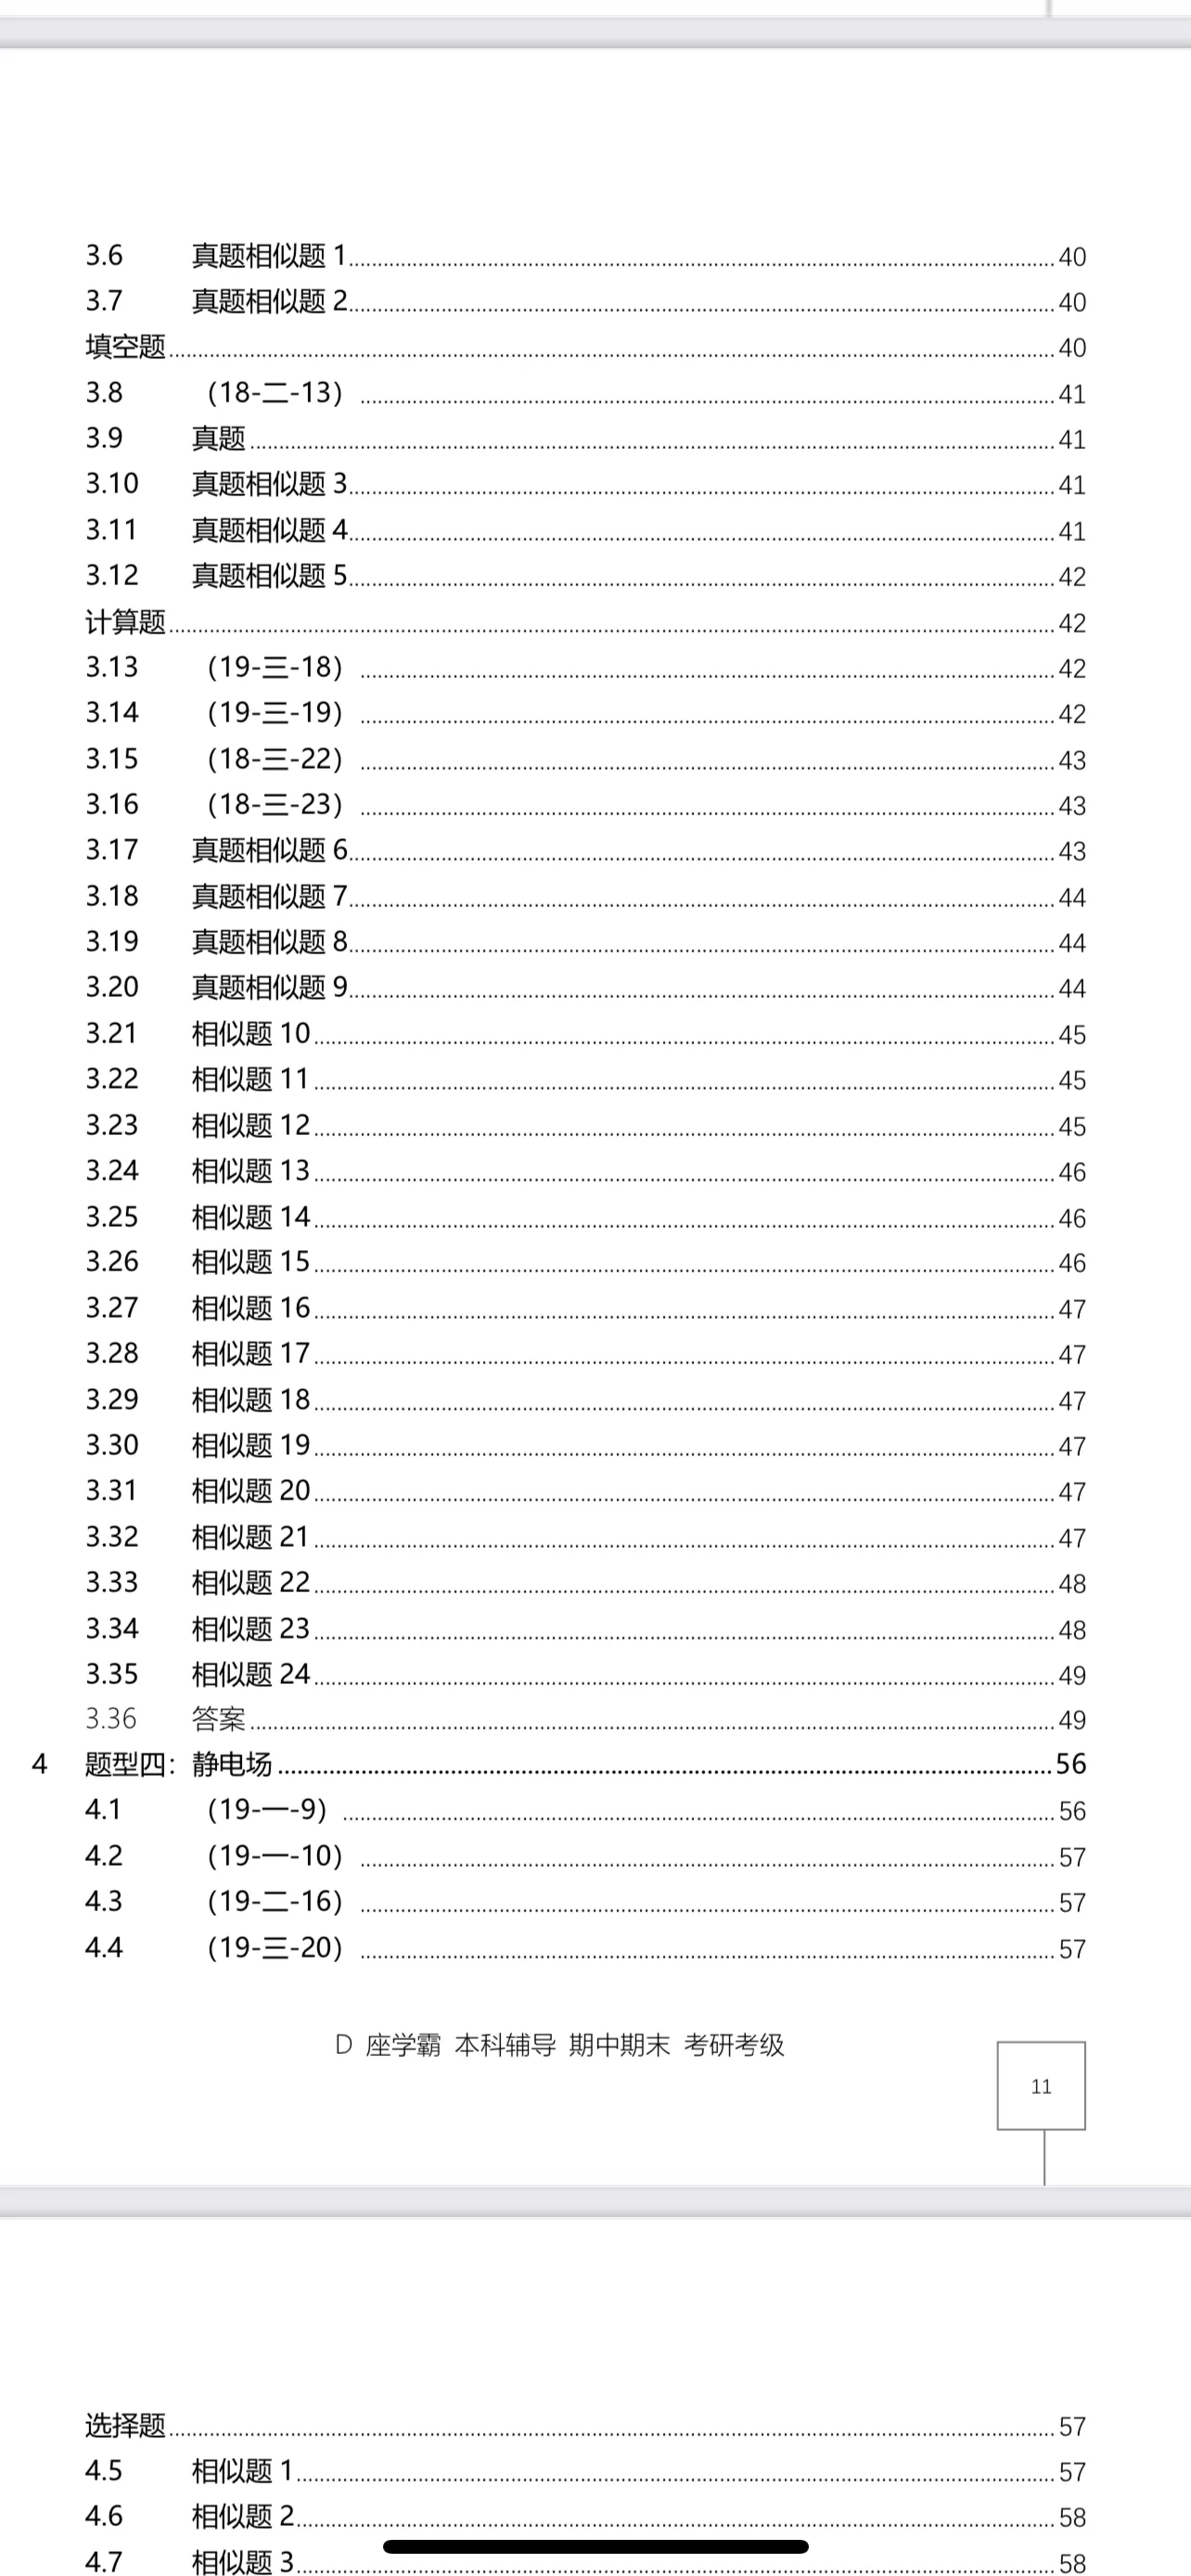 3.6 真题相似题 1 40
3.7 真题相似题 2 40
填空题 40
3.8 （18-二-13） 41
3.9 真题 41
3.10 真题相似题 3 41
3.11 真题相似题 4 41
3.12 真题相似题 5 42
计算题 42
3.13 （19-三-18） 42
3.14 （19-三-19） 42
3.15 （18-三-22） 43
3.16 （18-三-23） 43
3.17 真题相似题 6 43
3.18 真题相似题 7 44
3.19 真题相似题 8 44
3.20 真题相似题 9 44
3.21 相似题 10 45
3.22 相似题 11 45
3.23 相似题 12 45
3.24 相似题 13 46
3.25 相似题 14 46
3.26 相似题 15 46
3.27 相似题 16 47
3.28 相似题 17 47
3.29 相似题 18 47
3.30 相似题 19 47
3.31 相似题 20 47
3.32 相似题 21 47
3.33 相似题 22 48
3.34 相似题 23 48
3.35 相似题 24 49
3.36 答案 49
4 题型四：静电场 56
4.1 （19-一-9） 56
4.2 （19-一-10） 57
4.3 （19-二-16） 57
4.4 （19-三-20） 57
D 座学霸 本科辅导 期中期末 考研考级
11
选择题 57
4.5 相似题 1 57
4.6 相似题 2 58
4.7 相似题 3 58